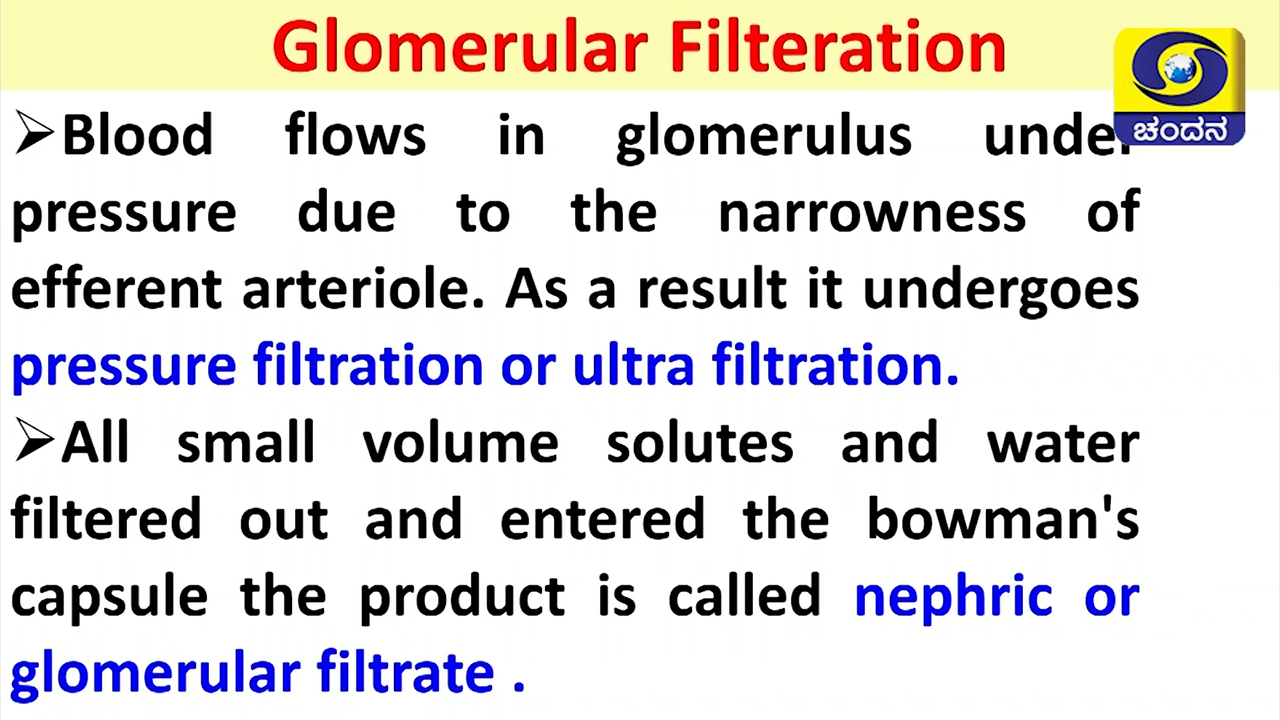 Glomerular Filteration
ಚಂದನ
➢Blood flows in glomerulus under
pressure due to the narrowness of
efferent arteriole. As a result it undergoes
pressure filtration or ultra filtration.
➢All small volume solutes and water
filtered out and entered the bowman's
capsule the product is called nephric or
glomerular filtrate .